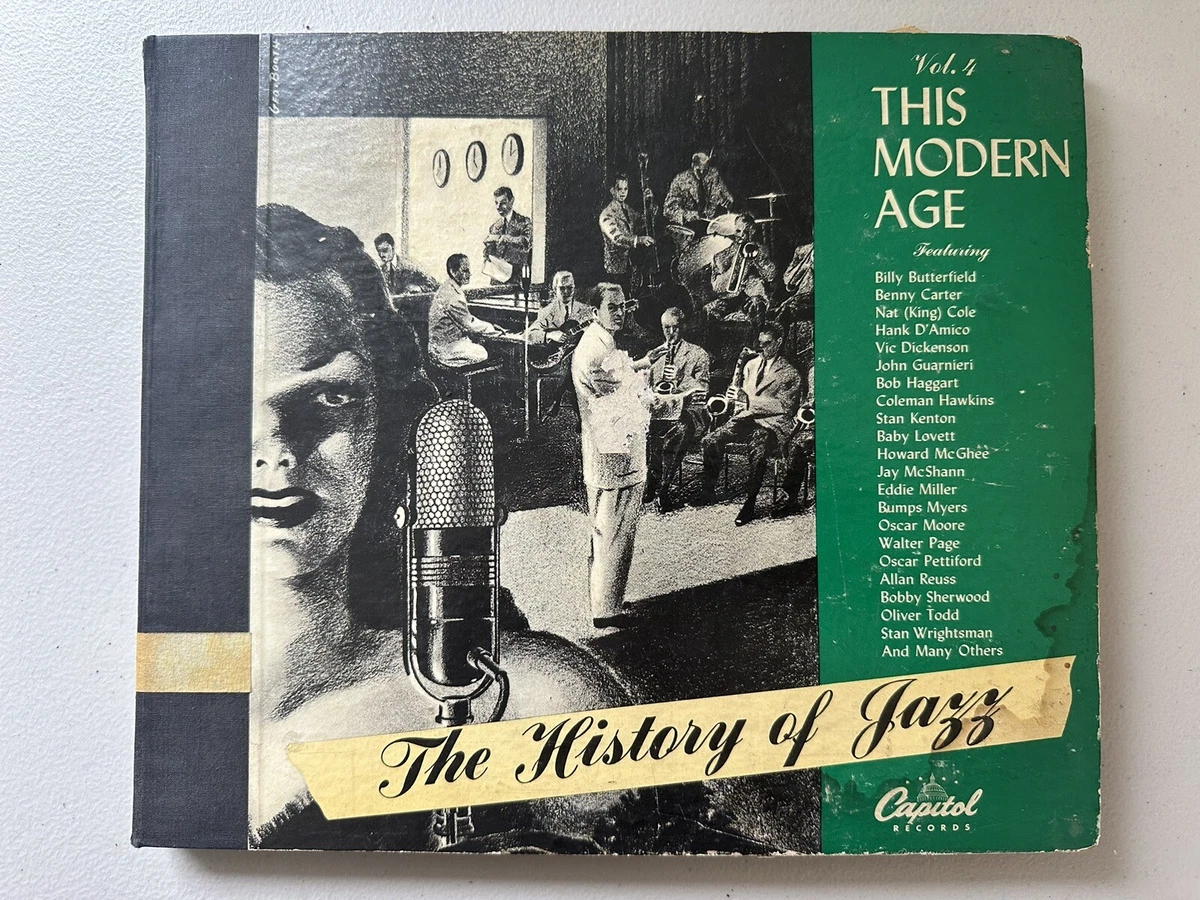 Vol. 4
THIS
MODERN
AGE
Featuring
Billy Butterfield
Benny Carter
Nat (King) Cole
Hank D'Amico
Vic Dickenson
John Guarnieri
Bob Haggart
Coleman Hawkins
Stan Kenton
Baby Lovett
Howard McGhee
Jay McShann
Eddie Miller
Bumps Myers
Oscar Moore
Walter Page
Oscar Pettiford
Allan Reuss
Bobby Sherwood
Oliver Todd
Stan Wrightsman
And Many Others
The History of Jazz
Capitol
RECORDS